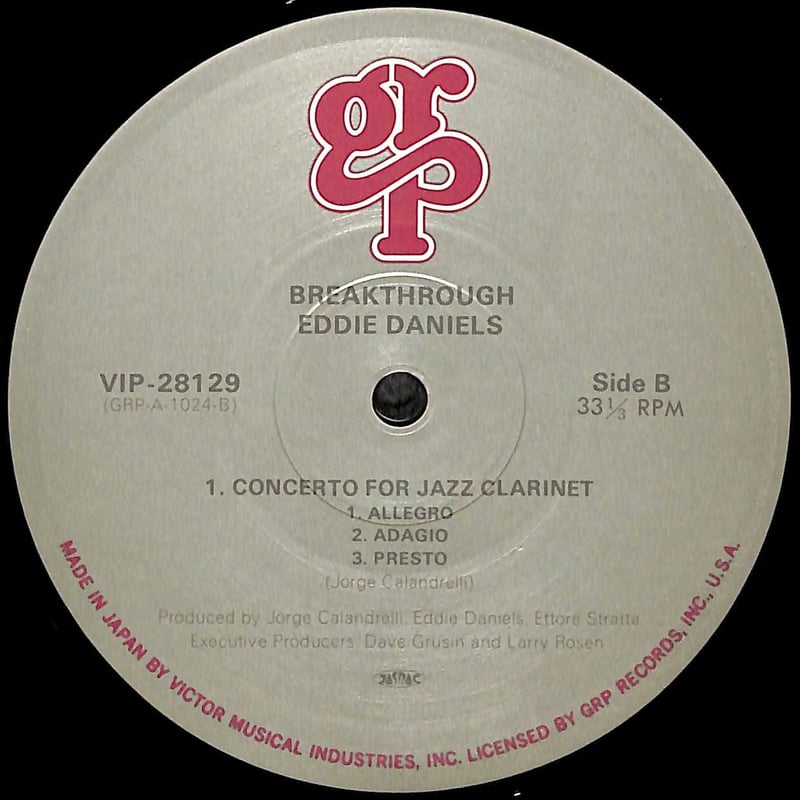 grp
BREAKTHROUGH
EDDIE DANIELS
VIP-28129
(GRP-A-1024-B)
Side B
33⅓ RPM
1. CONCERTO FOR JAZZ CLARINET
1. ALLEGRO
2. ADAGIO
3. PRESTO
(Jorge Calandrelli)
Produced by Jorge Calandrelli, Eddie Daniels, Ettore Stratta
Executive Producers Dave Grusin and Larry Rosen
JASRAC
MADE IN JAPAN BY VICTOR MUSICAL INDUSTRIES, INC. LICENSED BY GRP RECORDS, INC., U.S.A.